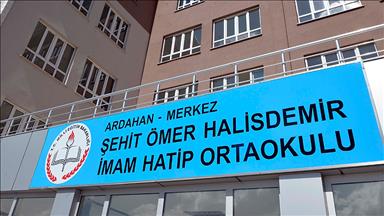 ARDAHAN - MERKEZ
ŞEHİT ÖMER HALİSDEMİR
İMAM HATİP ORTAOKULU